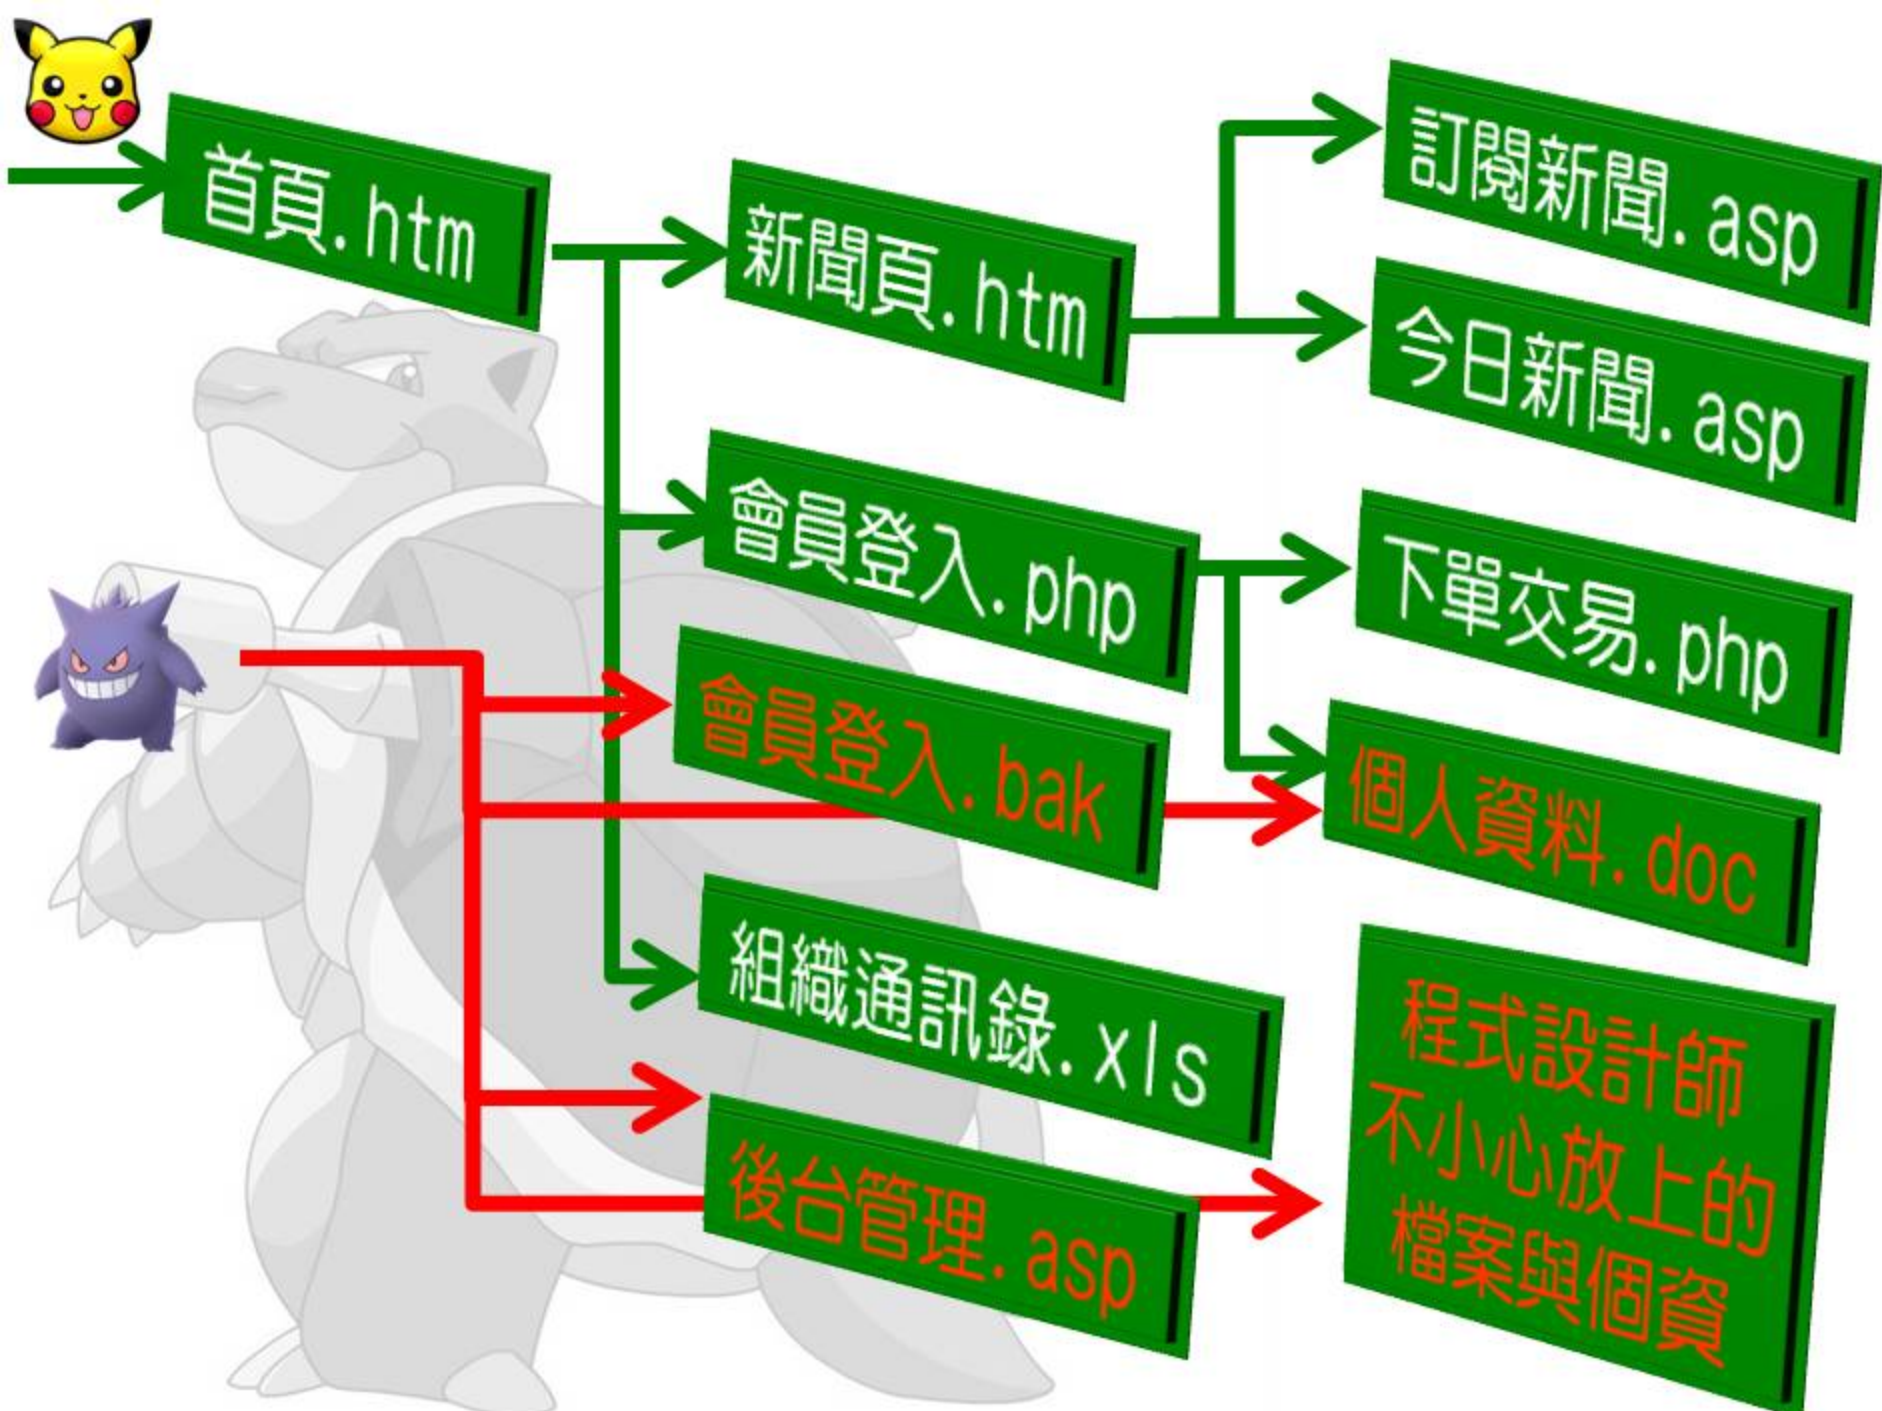 首頁.htm
新聞頁.htm
訂閱新聞.asp
今日新聞.asp
會員登入.php
下單交易.php
會員登入.bak
個人資料.doc
組織通訊錄.xls
後台管理.asp
程式設計師
不小心放上的
檔案與個資